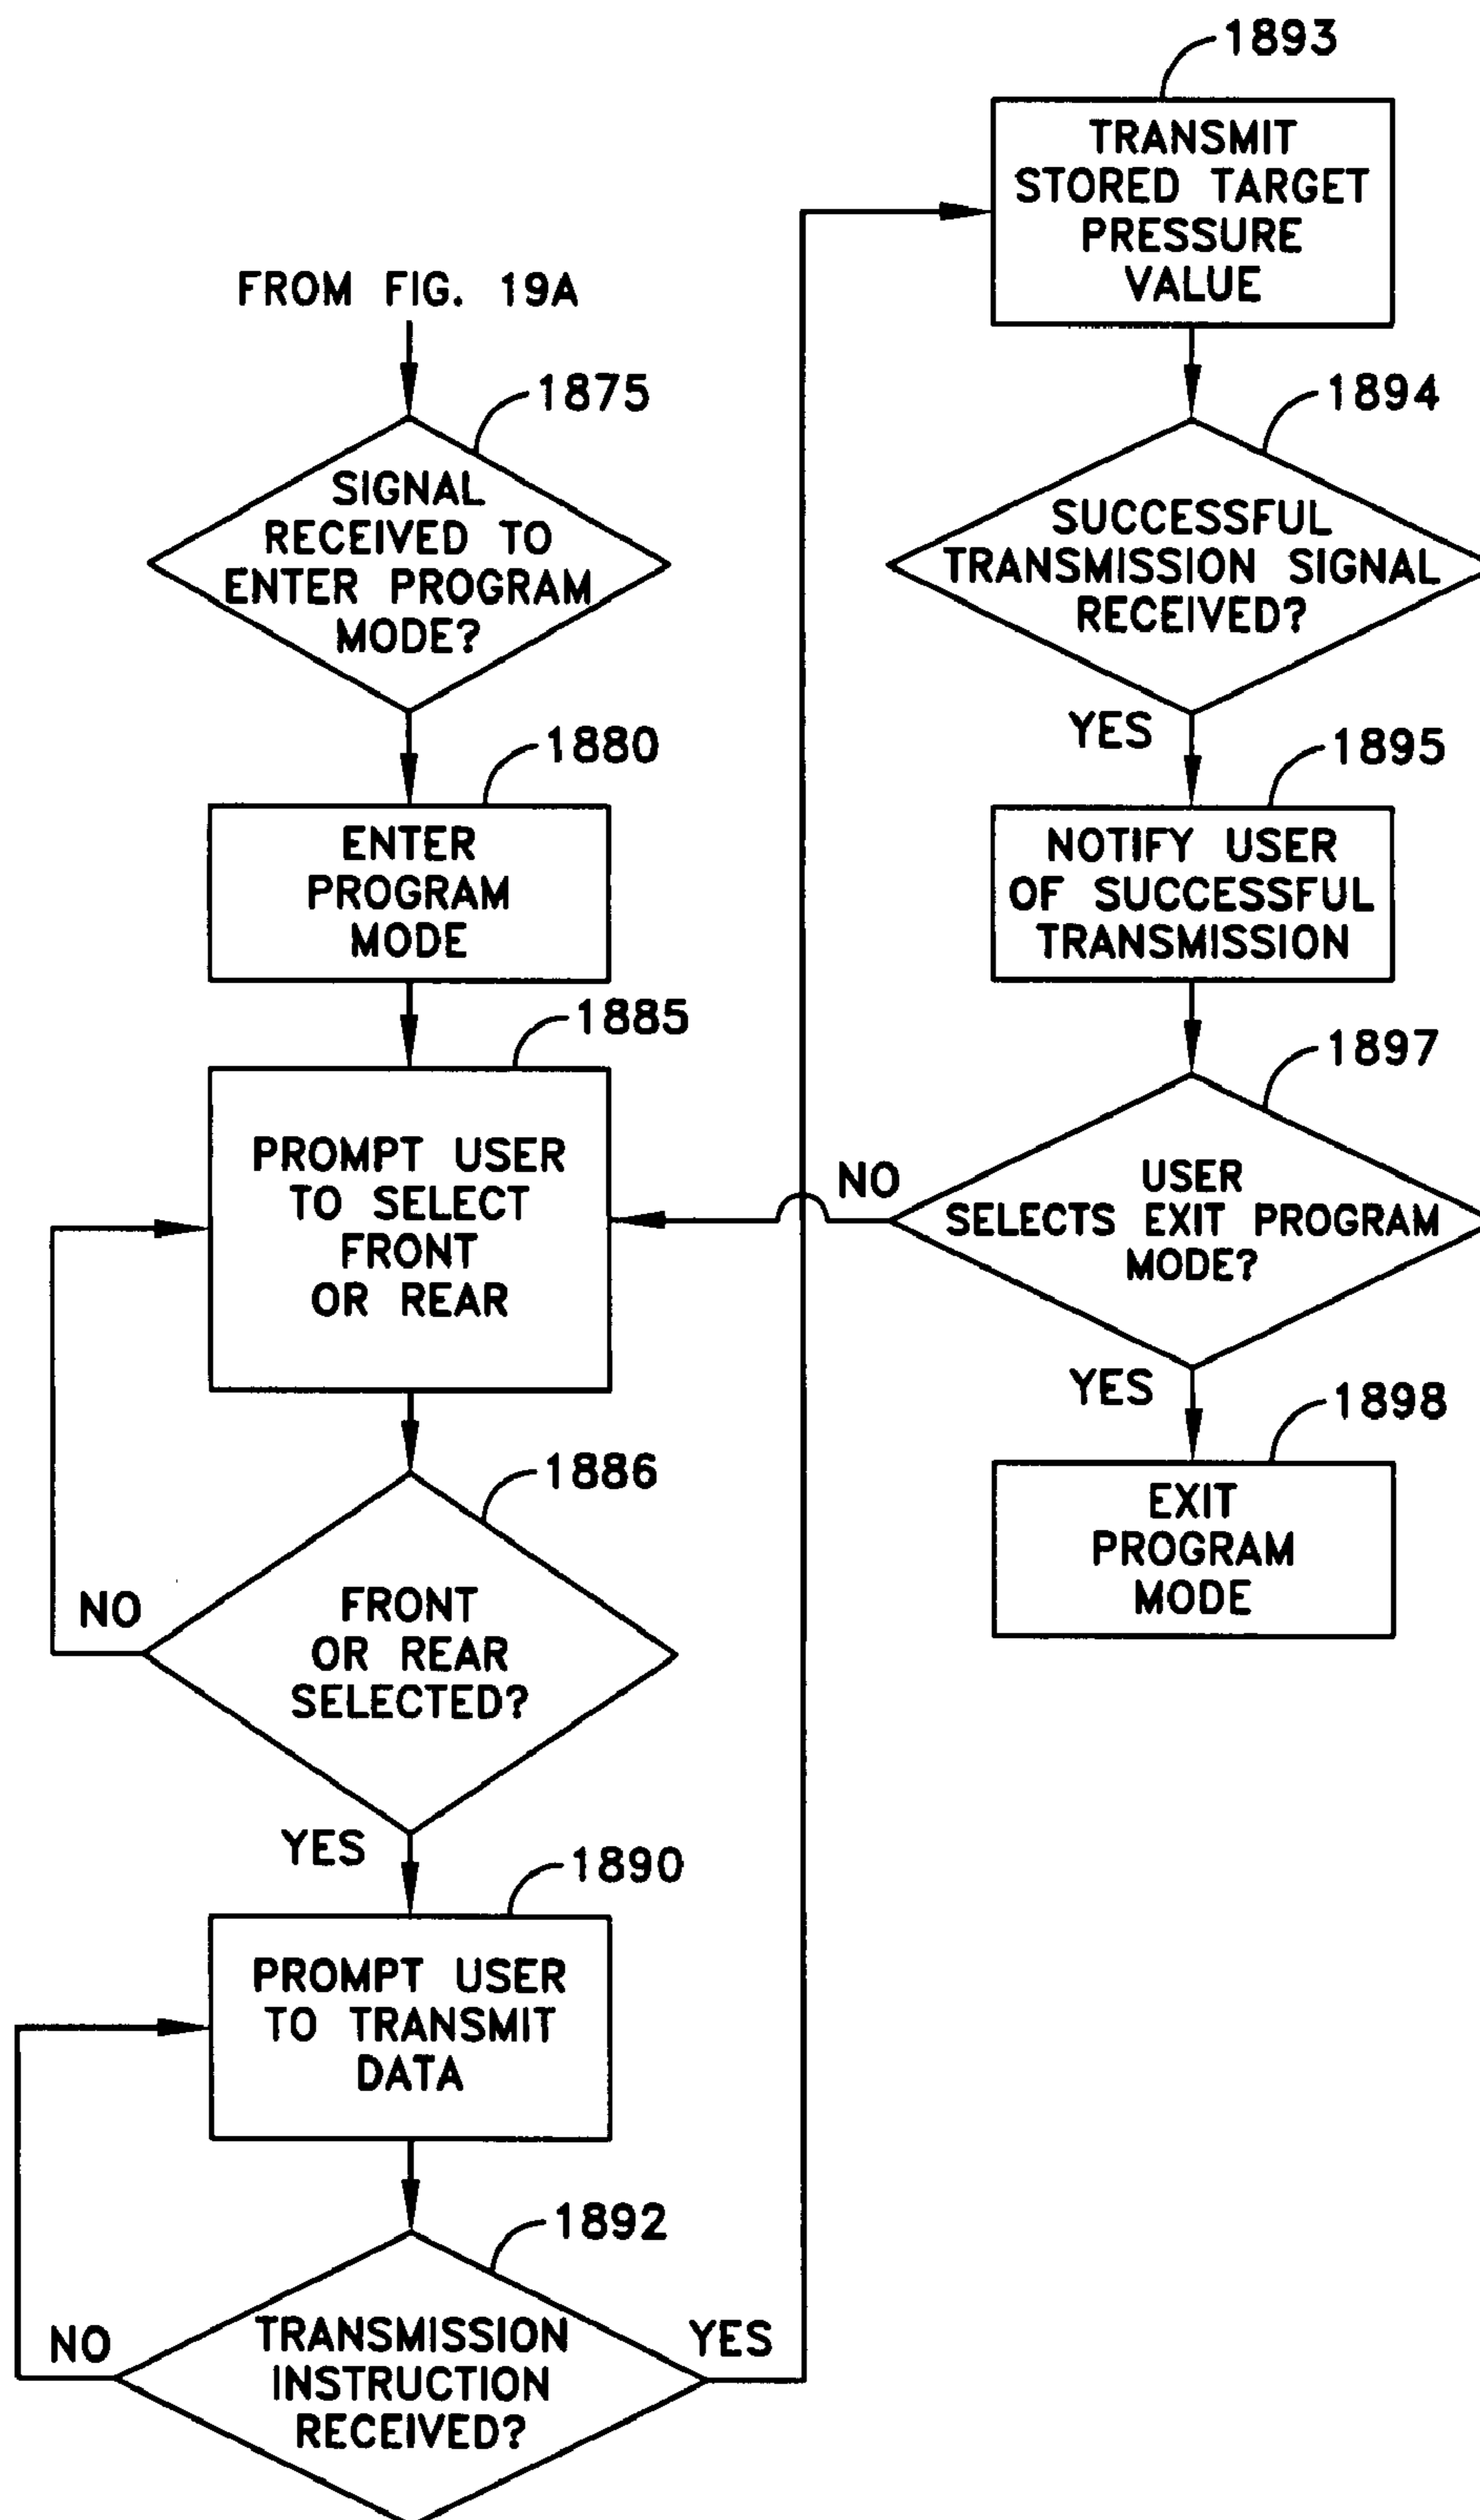 FROM FIG. 19A
1875
SIGNAL
RECEIVED TO
ENTER PROGRAM
MODE?
1880
ENTER
PROGRAM
MODE
1885
PROMPT USER
TO SELECT
FRONT
OR REAR
1886
FRONT
OR REAR
SELECTED?
NO
YES
1890
PROMPT USER
TO TRANSMIT
DATA
1892
TRANSMISSION
INSTRUCTION
RECEIVED?
NO
YES
1893
TRANSMIT
STORED TARGET
PRESSURE
VALUE
1894
SUCCESSFUL
TRANSMISSION SIGNAL
RECEIVED?
YES
1895
NOTIFY USER
OF SUCCESSFUL
TRANSMISSION
1897
USER
SELECTS EXIT PROGRAM
MODE?
NO
YES
1898
EXIT
PROGRAM
MODE